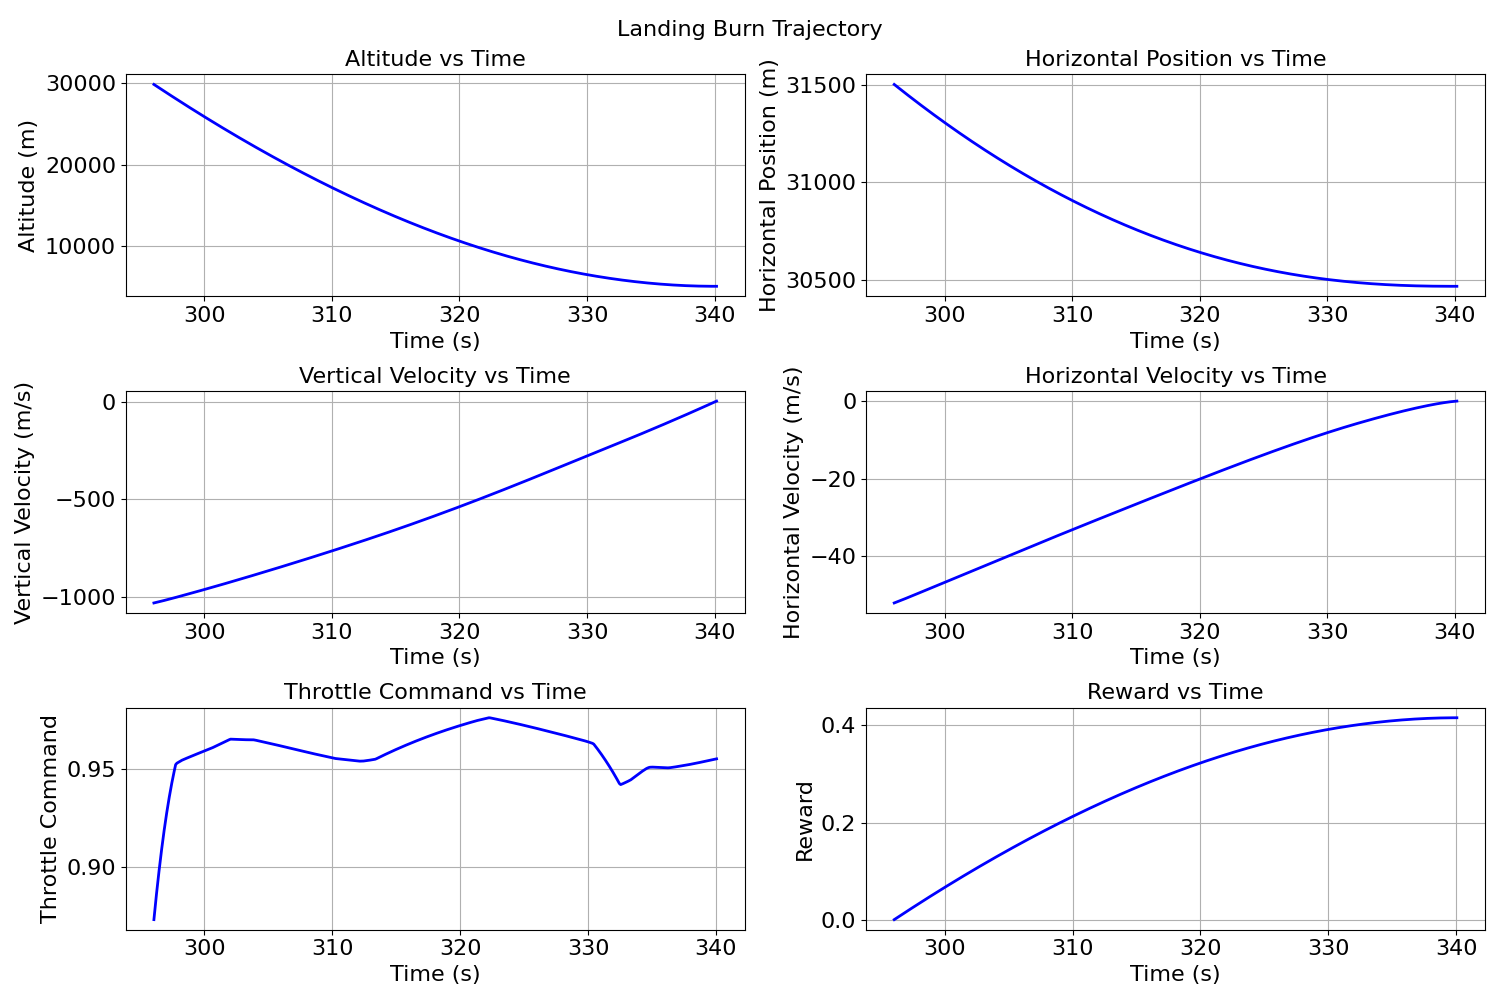 Landing Burn Trajectory
Altitude vs Time
Altitude (m)
30000
20000
10000
300 310 320 330 340
Time (s)
Horizontal Position vs Time
Horizontal Position (m)
31500
31000
30500
300 310 320 330 340
Time (s)
Vertical Velocity vs Time
Vertical Velocity (m/s)
0
−500
−1000
300 310 320 330 340
Time (s)
Horizontal Velocity vs Time
Horizontal Velocity (m/s)
0
−20
−40
300 310 320 330 340
Time (s)
Throttle Command vs Time
Throttle Command
0.95
0.90
300 310 320 330 340
Time (s)
Reward vs Time
Reward
0.4
0.2
0.0
300 310 320 330 340
Time (s)